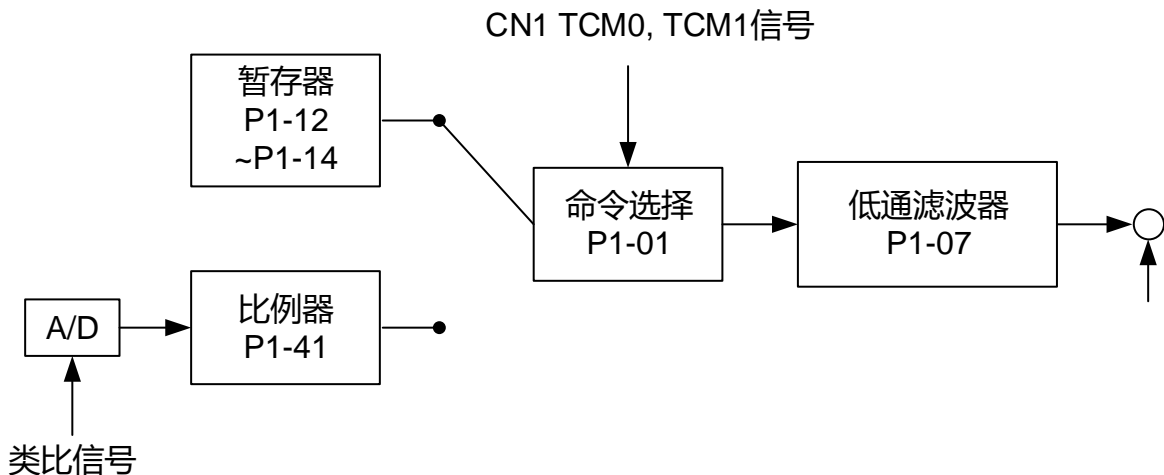 CN1 TCM0, TCM1信号
暂存器
P1-12
~P1-14
命令选择
P1-01
低通滤波器
P1-07
A/D
比例器
P1-41
类比信号